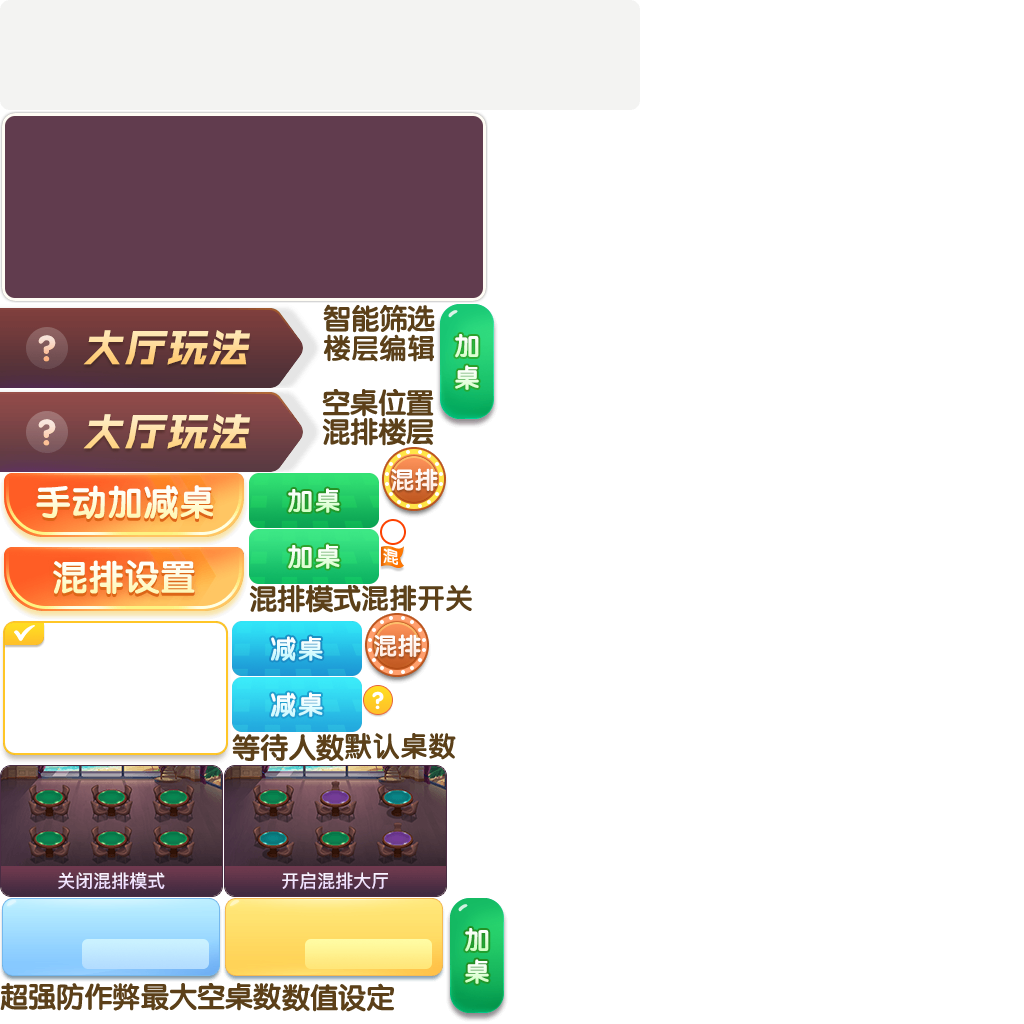 ? 大厅玩法
智能筛选
楼层编辑
加桌
? 大厅玩法
空桌位置
混排楼层
混排
手动加减桌
加桌
加桌
混
混排设置
混排模式混排开关
减桌
混排
减桌
?
等待人数默认桌数
关闭混排模式
开启混排大厅
加桌
超强防作弊最大空桌数数值设定